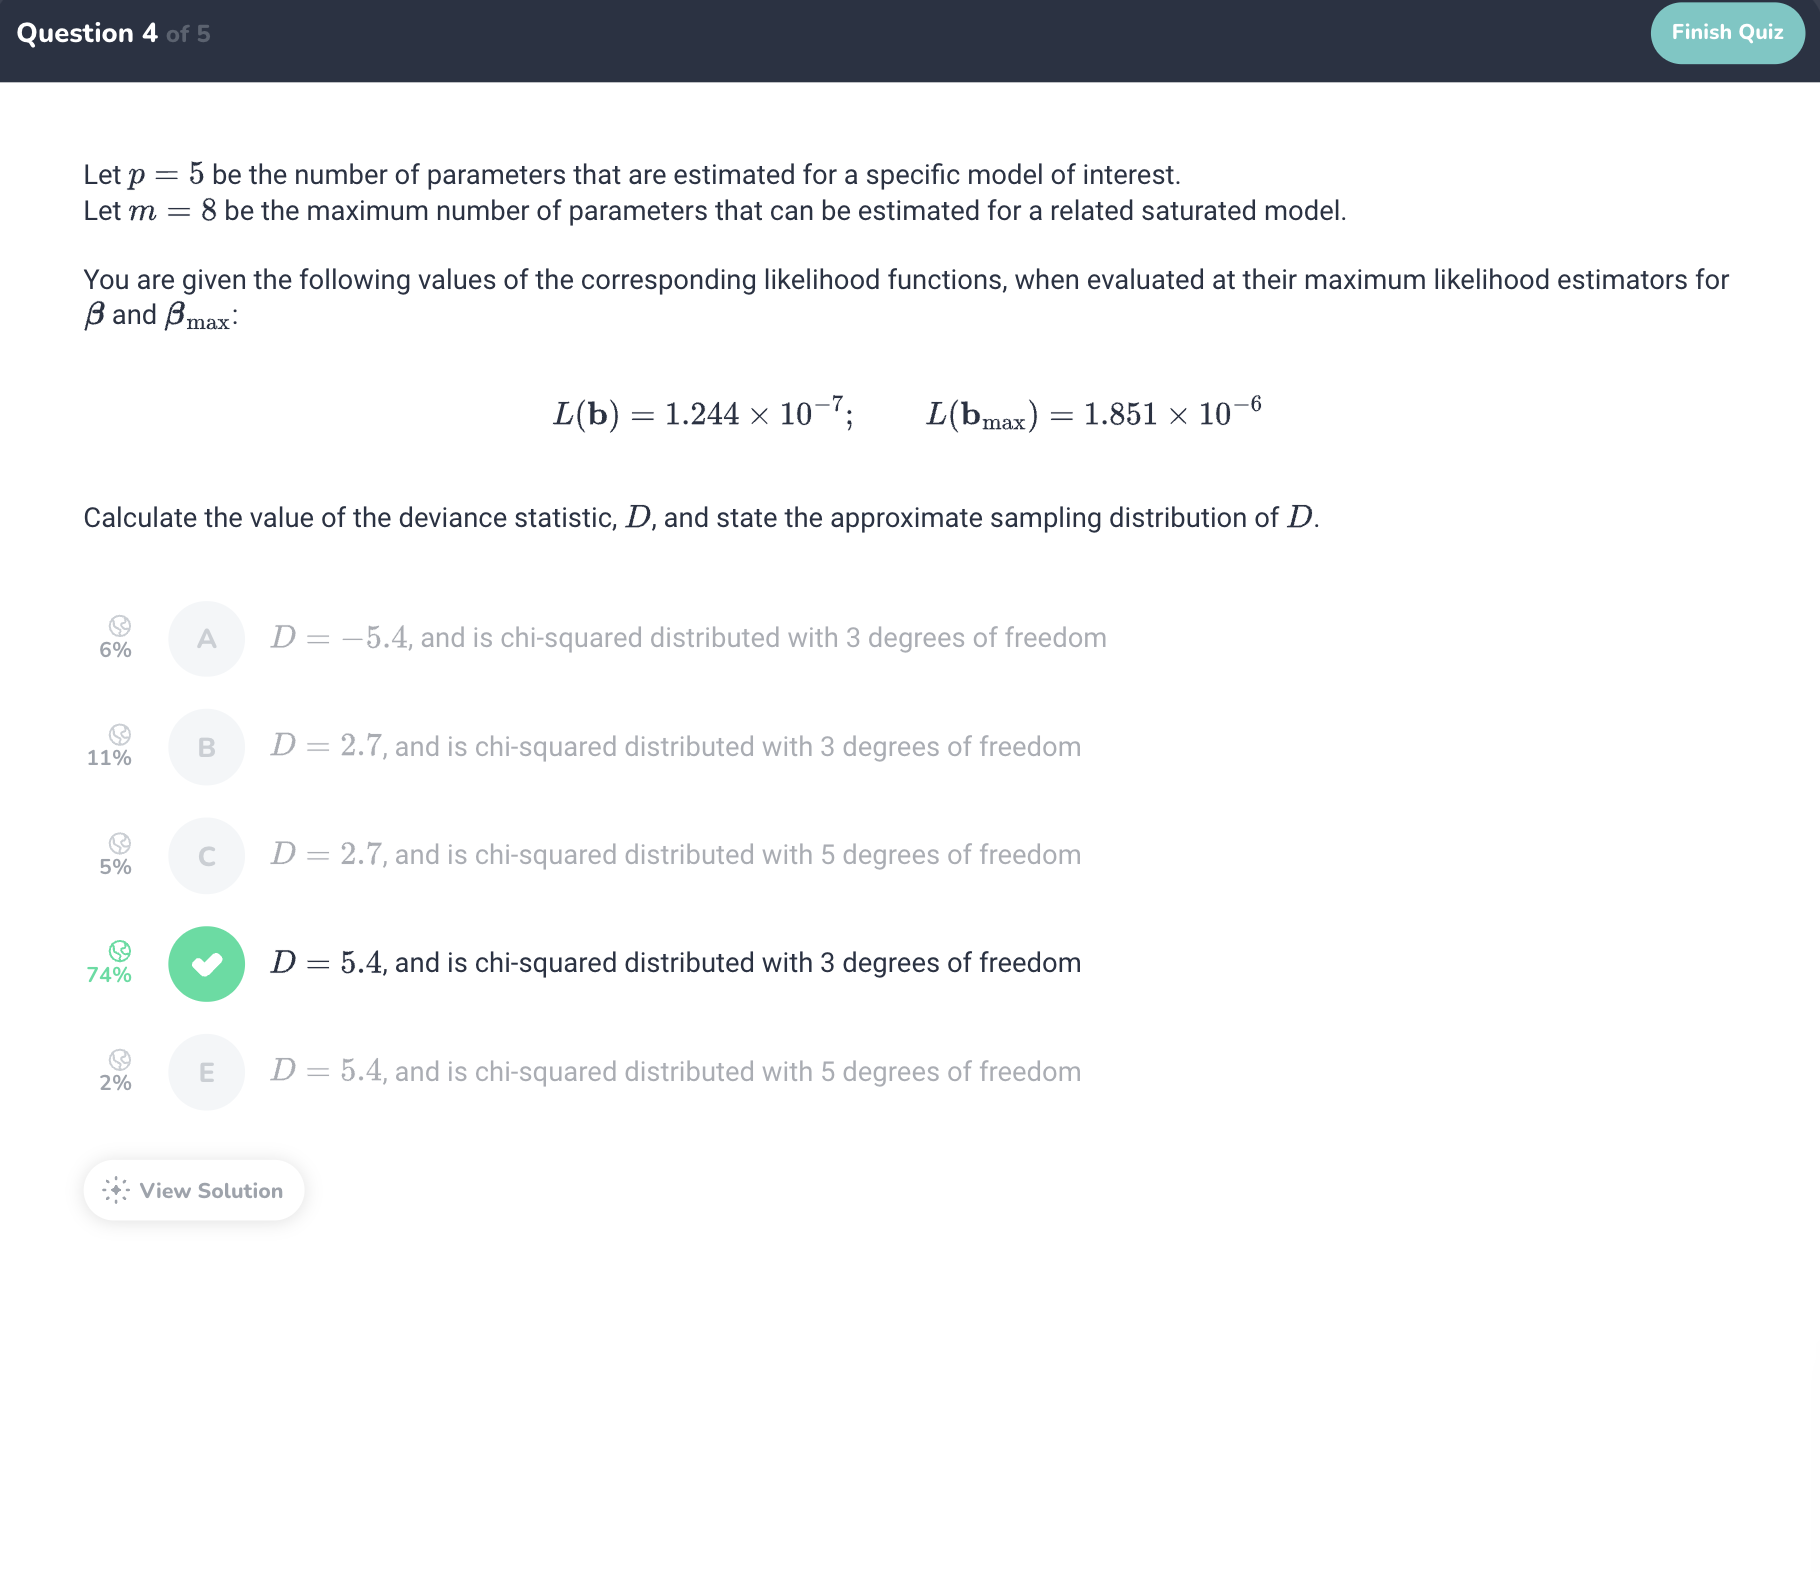 Question 4 of 5
Finish Quiz
Let p = 5 be the number of parameters that are estimated for a specific model of interest.
Let m = 8 be the maximum number of parameters that can be estimated for a related saturated model.
You are given the following values of the corresponding likelihood functions, when evaluated at their maximum likelihood estimators for
β and β_max:
L(b) = 1.244 × 10⁻⁷; L(b_max) = 1.851 × 10⁻⁶
Calculate the value of the deviance statistic, D, and state the approximate sampling distribution of D.
6% A D = −5.4, and is chi-squared distributed with 3 degrees of freedom
11% B D = 2.7, and is chi-squared distributed with 3 degrees of freedom
5% C D = 2.7, and is chi-squared distributed with 5 degrees of freedom
74% D = 5.4, and is chi-squared distributed with 3 degrees of freedom
2% E D = 5.4, and is chi-squared distributed with 5 degrees of freedom
View Solution